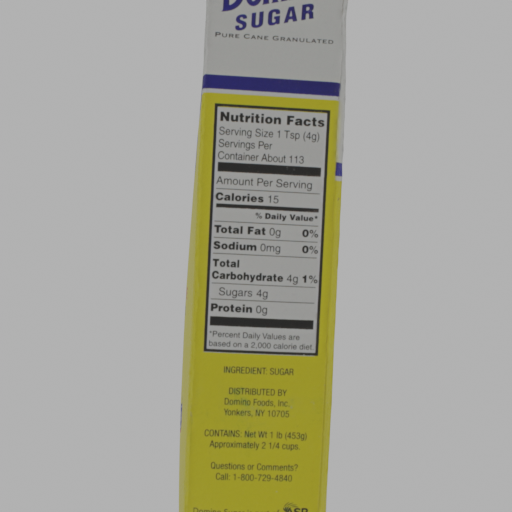 SUGAR
PURE CANE GRANULATED
Nutrition Facts
Serving Size 1 Tsp (4g)
Servings Per
Container About 113
Amount Per Serving
Calories 15
% Daily Value*
Total Fat 0g 0%
Sodium 0mg 0%
Total
Carbohydrate 4g 1%
Sugars 4g
Protein 0g
*Percent Daily Values are
based on a 2,000 calorie diet
INGREDIENT: SUGAR
DISTRIBUTED BY
Domino Foods, Inc.
Yonkers, NY 10705
CONTAINS: Net Wt 1 lb (453g)
Approximately 2 1/4 cups.
Questions or Comments?
Call: 1-800-729-4840